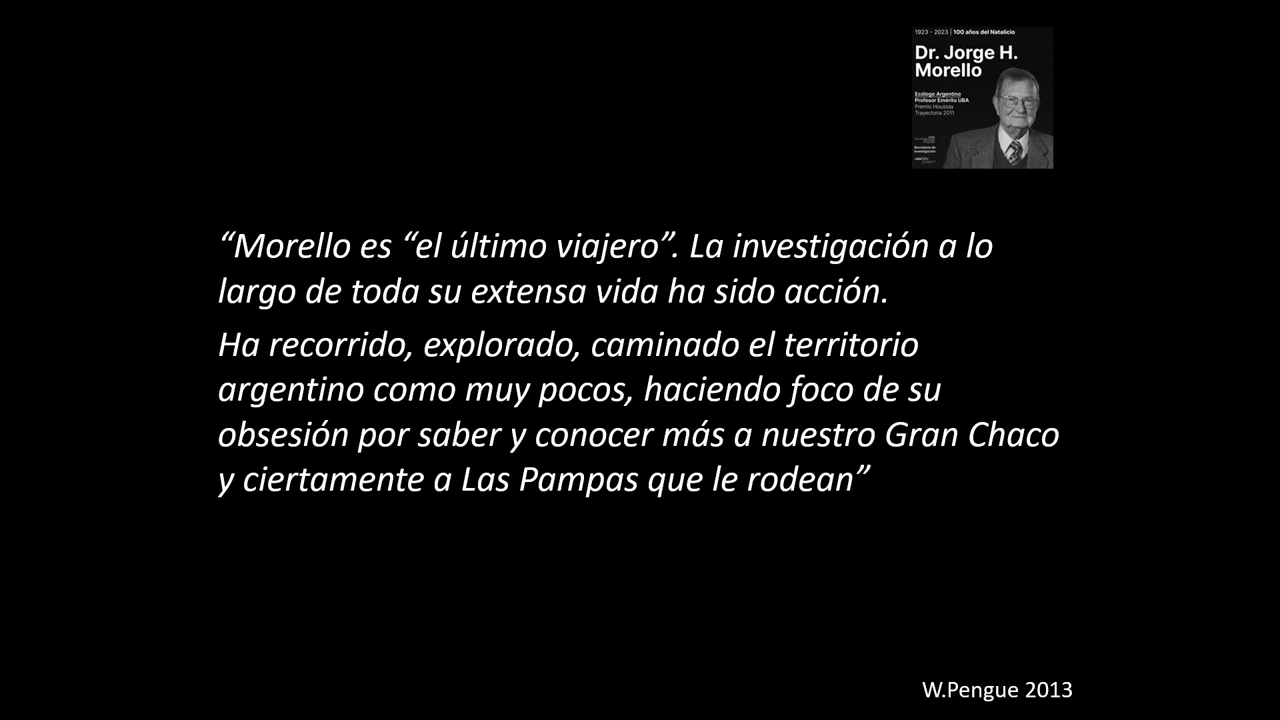 1923 - 2023 | 100 años del Natalicio
Dr. Jorge H.
Morello
Ecólogo Argentino
Profesor Emérito UBA
Premio Houssay
Trayectoria 2011
Secretaría de
Investigación
“Morello es “el último viajero”. La investigación a lo
largo de toda su extensa vida ha sido acción.
Ha recorrido, explorado, caminado el territorio
argentino como muy pocos, haciendo foco de su
obsesión por saber y conocer más a nuestro Gran Chaco
y ciertamente a Las Pampas que le rodean”
W.Pengue 2013